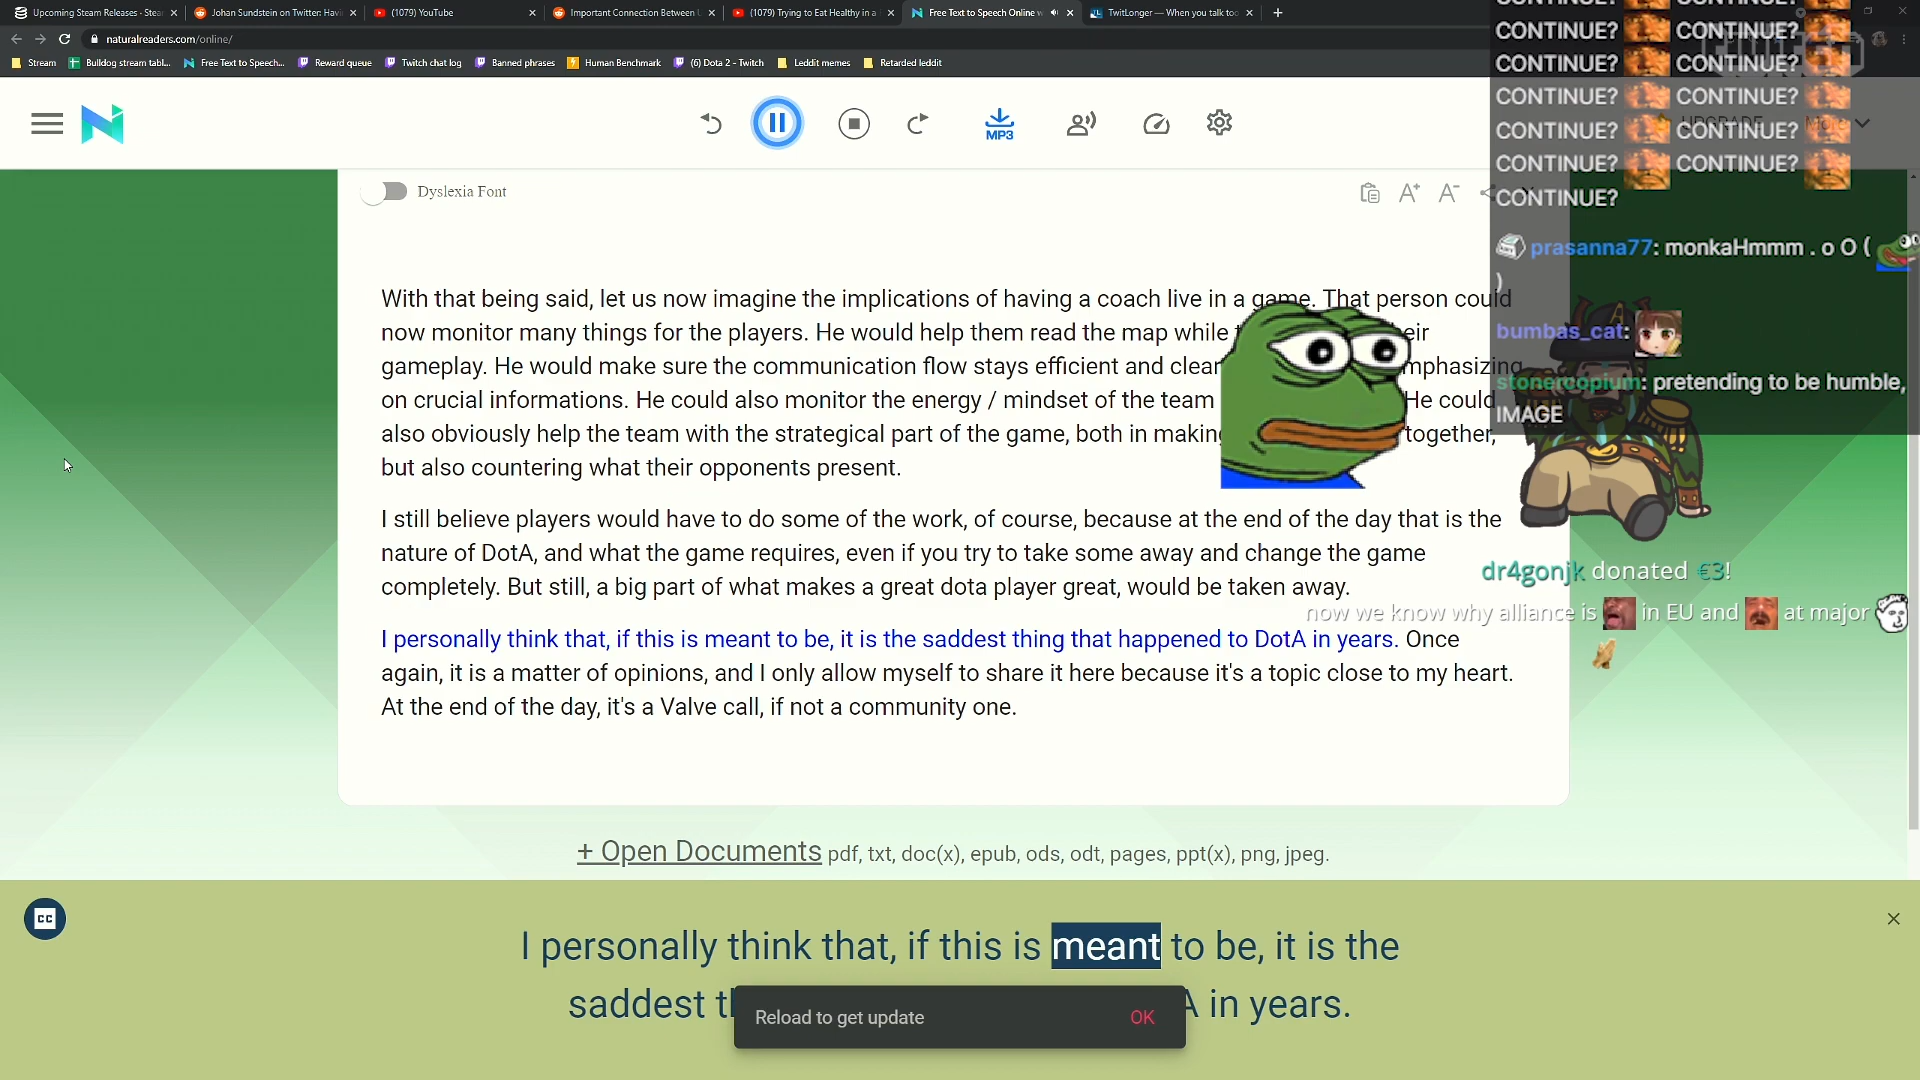 Upcoming Steam Releases - Stea
Johan Sundstein on Twitter: Havi
(1079) YouTube
Important Connection Between
(1079) Trying to Eat Healthy in a
Free Text to Speech Online w
TwitLonger — When you talk too
naturalreaders.com/online/
Stream
Bulldog stream tabl...
Free Text to Speech...
Reward queue
Twitch chat log
Banned phrases
Human Benchmark
(6) Dota 2 - Twitch
Leddit memes
Retarded leddit
MP3
UPGRADE
Dyslexia Font
With that being said, let us now imagine the implications of having a coach live in a game. That person could
now monitor many things for the players. He would help them read the map while
gameplay. He would make sure the communication flow stays efficient and clear mphasizing
on crucial informations. He could also monitor the energy / mindset of the team He could
also obviously help the team with the strategical part of the game, both in making together,
but also countering what their opponents present.
I still believe players would have to do some of the work, of course, because at the end of the day that is the
nature of DotA, and what the game requires, even if you try to take some away and change the game
completely. But still, a big part of what makes a great dota player great, would be taken away.
I personally think that, if this is meant to be, it is the saddest thing that happened to DotA in years. Once
again, it is a matter of opinions, and I only allow myself to share it here because it's a topic close to my heart.
At the end of the day, it's a Valve call, if not a community one.
+ Open Documents pdf, txt, doc(x), epub, ods, odt, pages, ppt(x), png, jpeg.
CC
I personally think that, if this is meant to be, it is the
saddest t A in years.
Reload to get update OK
CONTINUE? CONTINUE?
CONTINUE? CONTINUE?
CONTINUE? CONTINUE?
CONTINUE? CONTINUE?
CONTINUE? CONTINUE?
CONTINUE? CONTINUE?
CONTINUE?
prasanna77: monkaHmmm . o O (
)
bumbas_cat:
stonercopium: pretending to be humble,
IMAGE
dr4gonjk donated €3!
now we know why alliance is in EU and at major